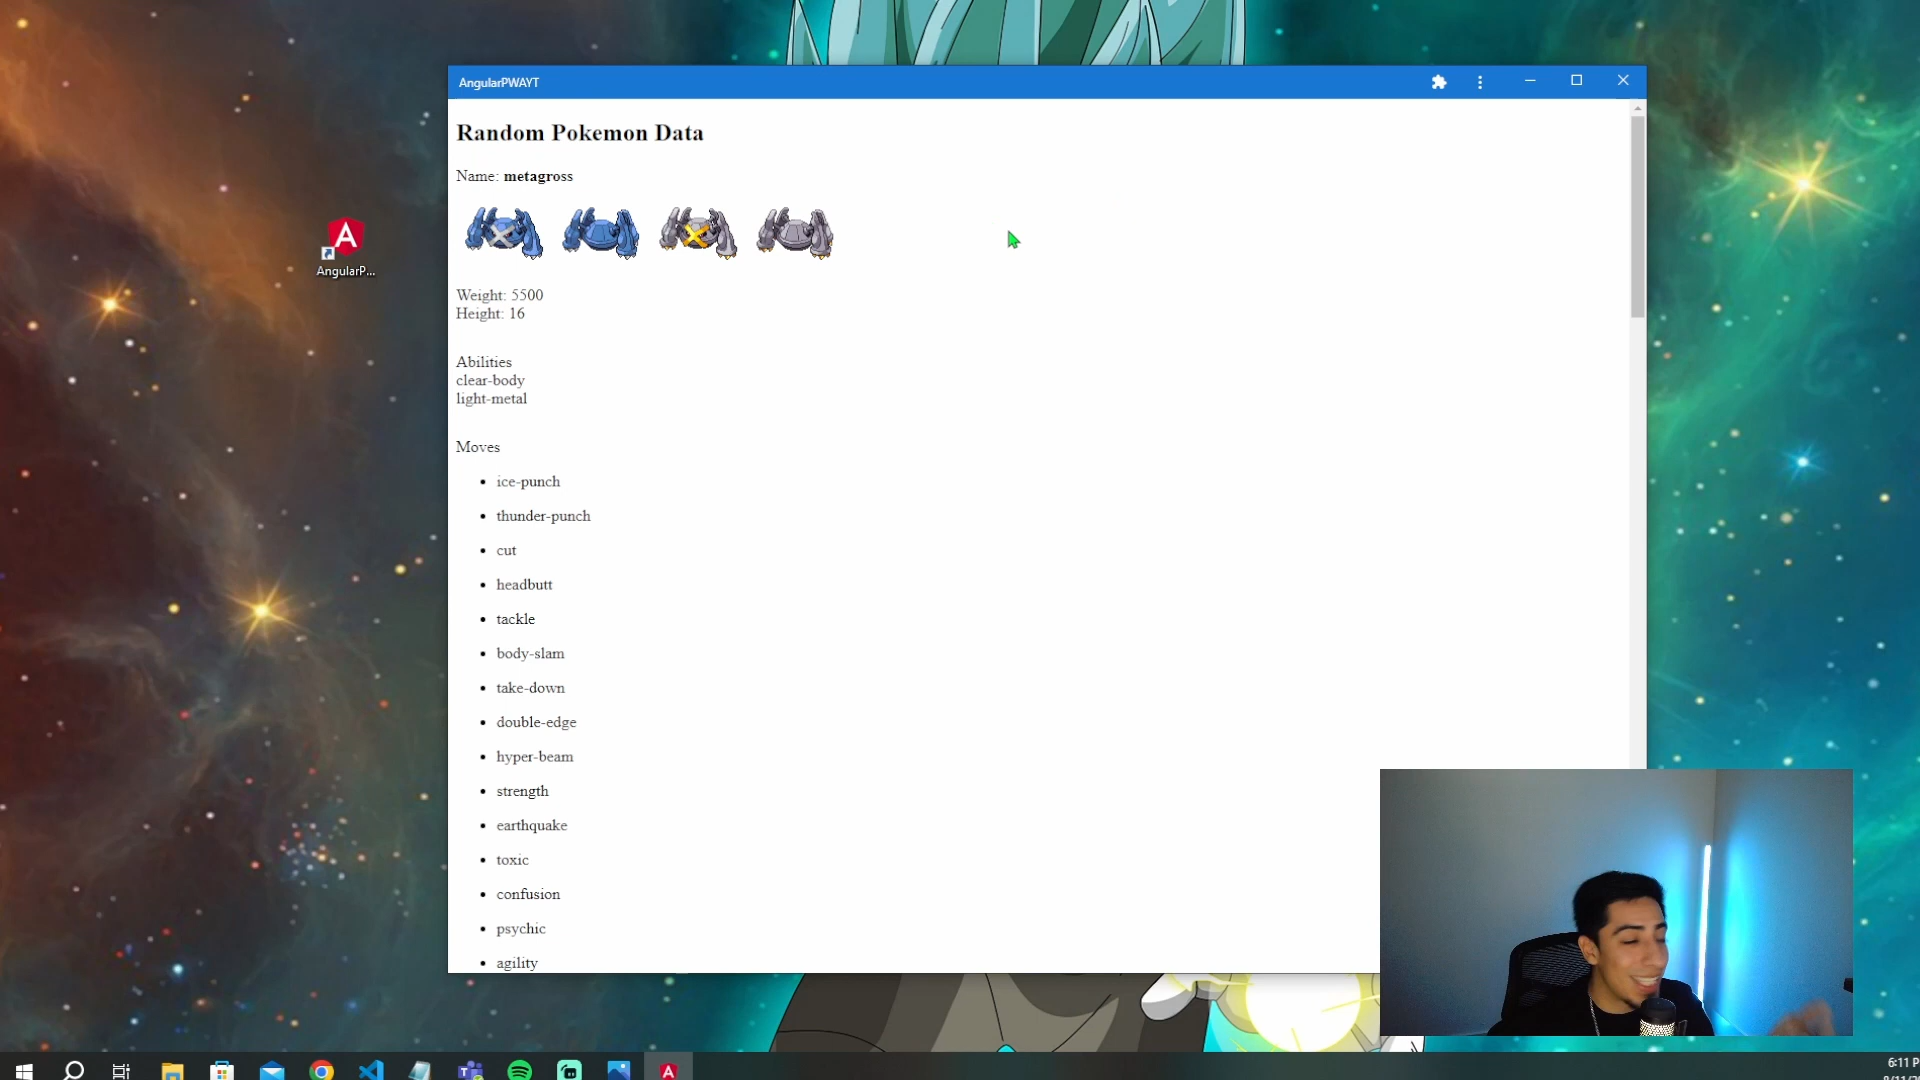 AngularPWAYT
Random Pokemon Data
Name: metagross
AngularP...
Weight: 5500
Height: 16
Abilities
clear-body
light-metal
Moves
ice-punch
thunder-punch
cut
headbutt
tackle
body-slam
take-down
double-edge
hyper-beam
strength
earthquake
toxic
confusion
psychic
agility
6:11 P